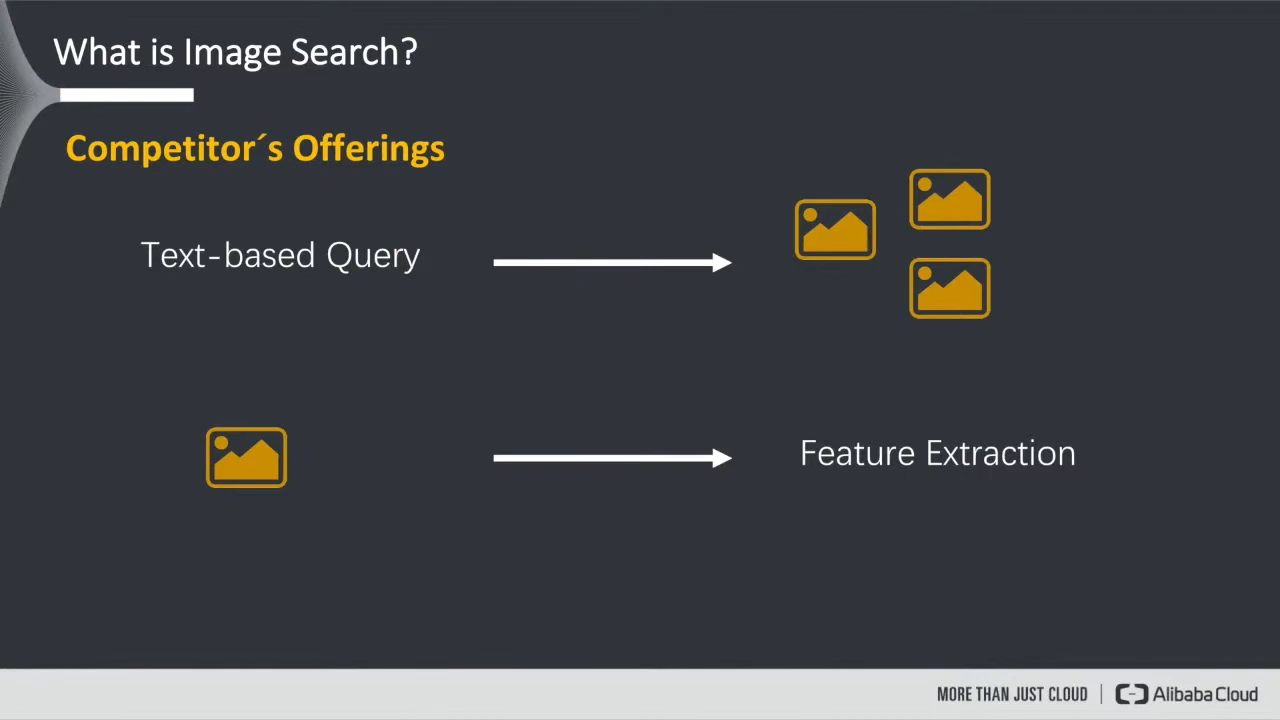 What is Image Search?
Competitor´s Offerings
Text-based Query
Feature Extraction
MORE THAN JUST CLOUD | Alibaba Cloud